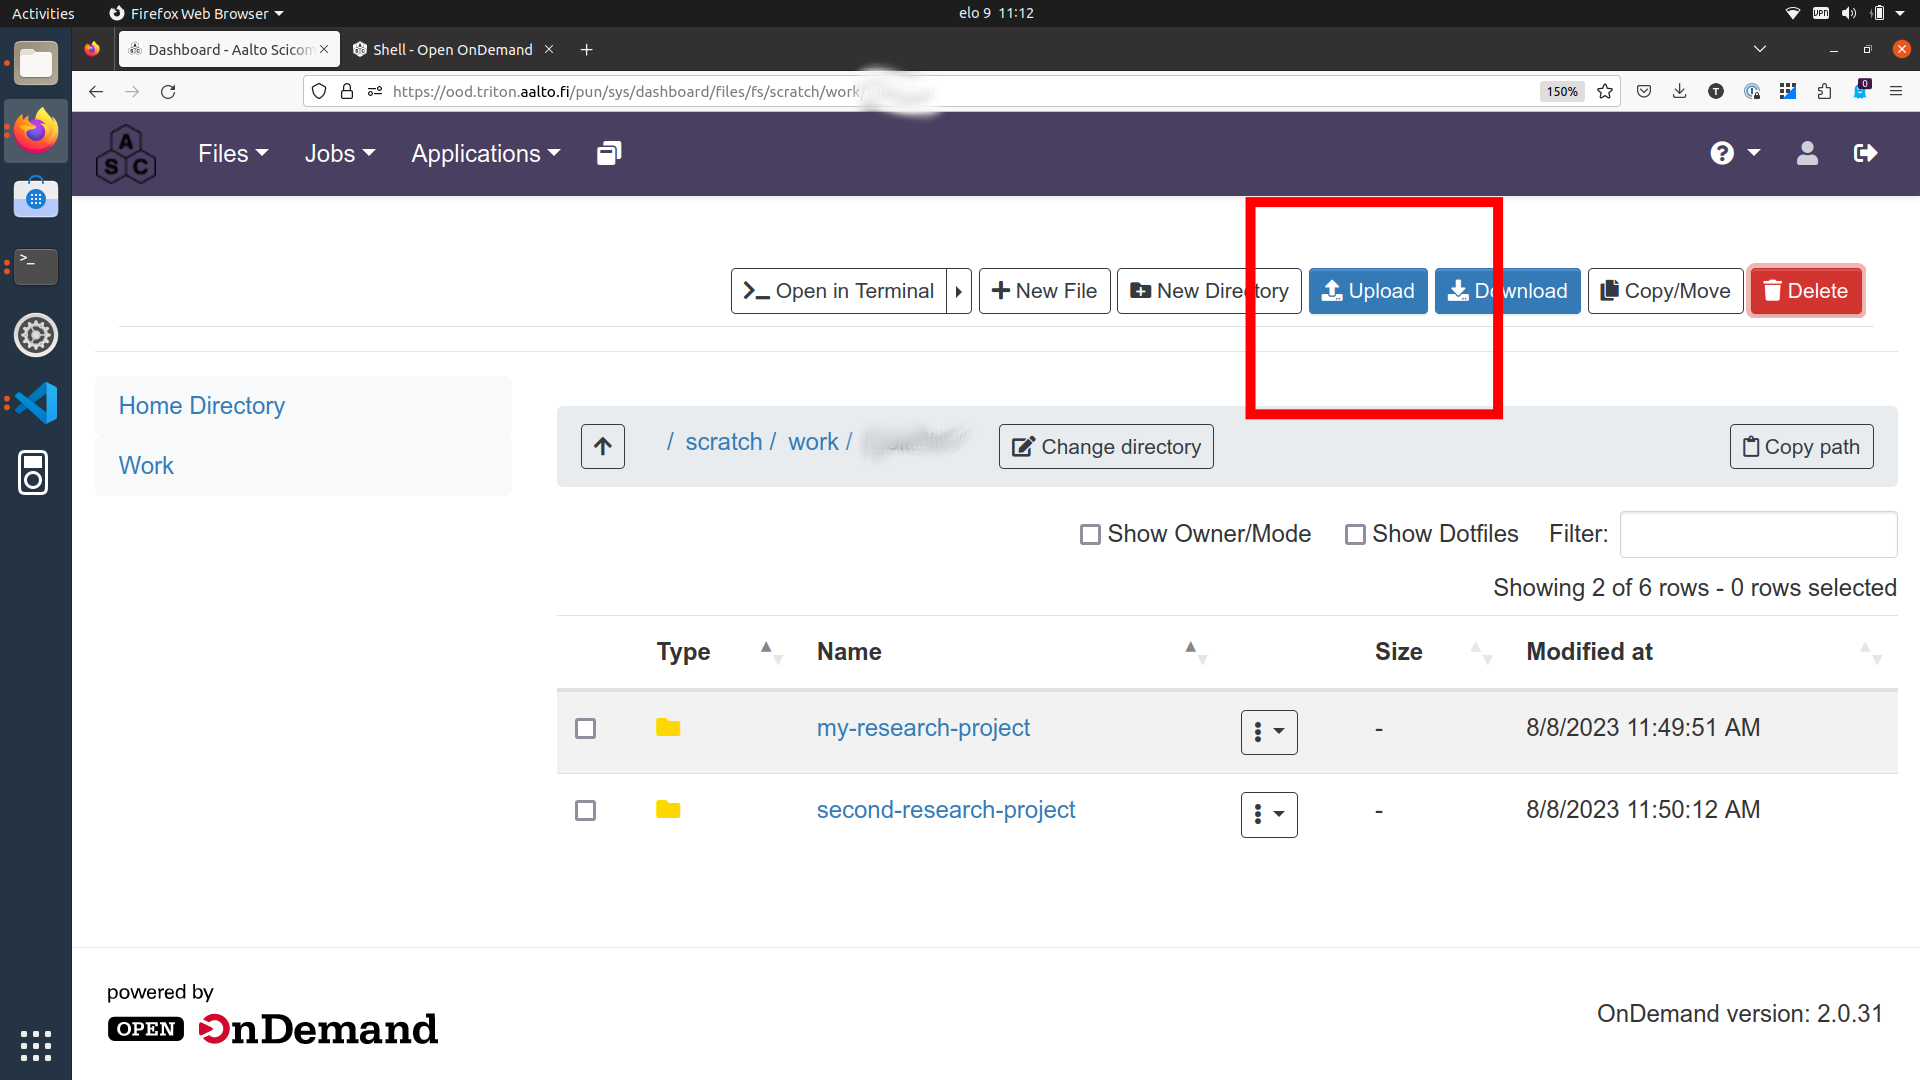 Activities Firefox Web Browser elo 9 11:12
Dashboard - Aalto Scicom Shell - Open OnDemand
https://ood.triton.aalto.fi/pun/sys/dashboard/files/fs/scratch/work/ 150% T 0
A S C Files Jobs Applications
Open in Terminal New File New Directory Upload Download Copy/Move Delete
Home Directory
Work
/ scratch / work / Change directory Copy path
Show Owner/Mode Show Dotfiles Filter:
Showing 2 of 6 rows - 0 rows selected
Type Name Size Modified at
my-research-project - 8/8/2023 11:49:51 AM
second-research-project - 8/8/2023 11:50:12 AM
powered by
OPEN OnDemand
OnDemand version: 2.0.31